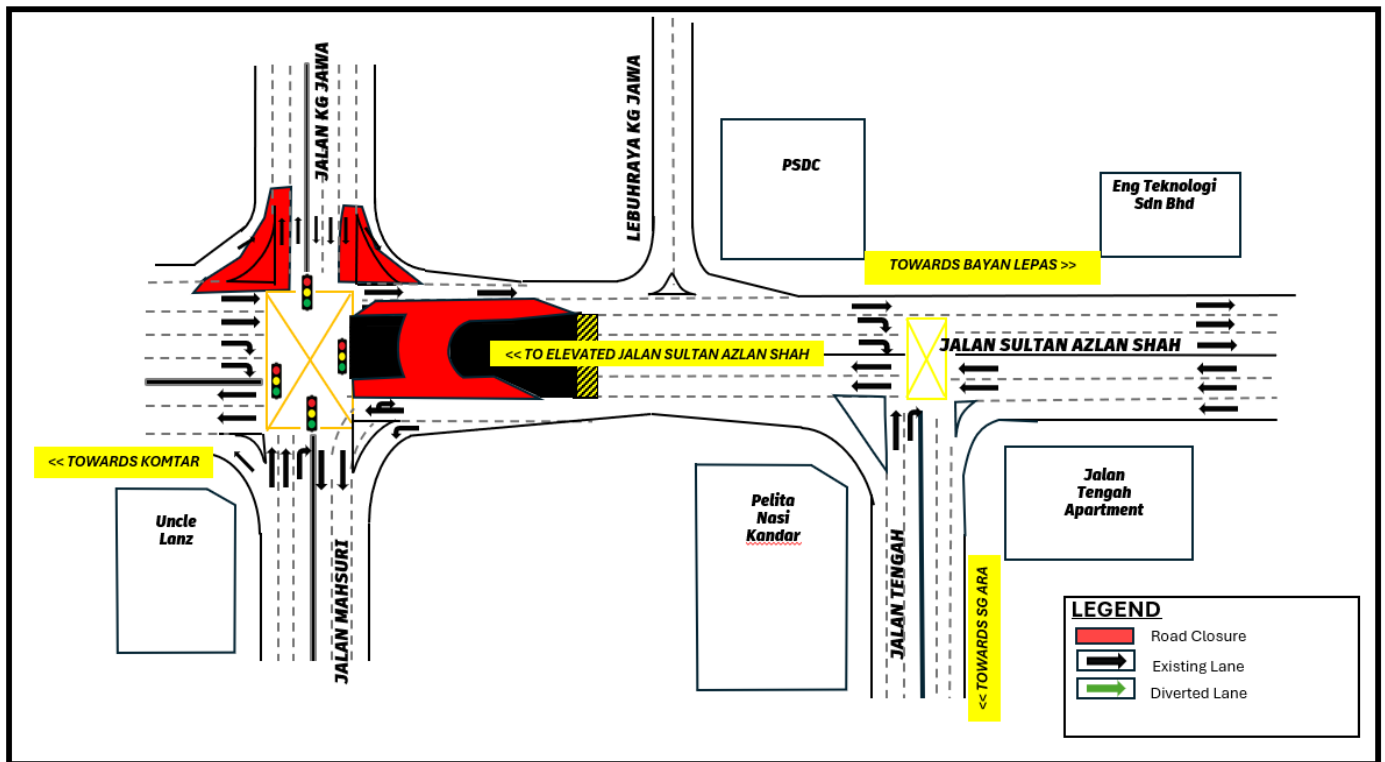 JALAN KG JAWA
LEBUHRAYA KG JAWA
PSDC
Eng Teknologi
Sdn Bhd
TOWARDS BAYAN LEPAS >>
<< TO ELEVATED JALAN SULTAN AZLAN SHAH
JALAN SULTAN AZLAN SHAH
<< TOWARDS KOMTAR
Uncle
Lanz
JALAN MAHSURI
Pelita
Nasi
Kandar
JALAN TENGAH
Jalan
Tengah
Apartment
<< TOWARDS SG ARA
LEGEND
Road Closure
Existing Lane
Diverted Lane